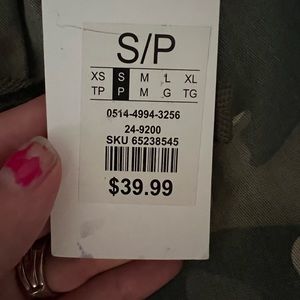 S/P
XS S M L XL
TP P M G TG
0514-4994-3256
24-9200
SKU 65238545
$39.99